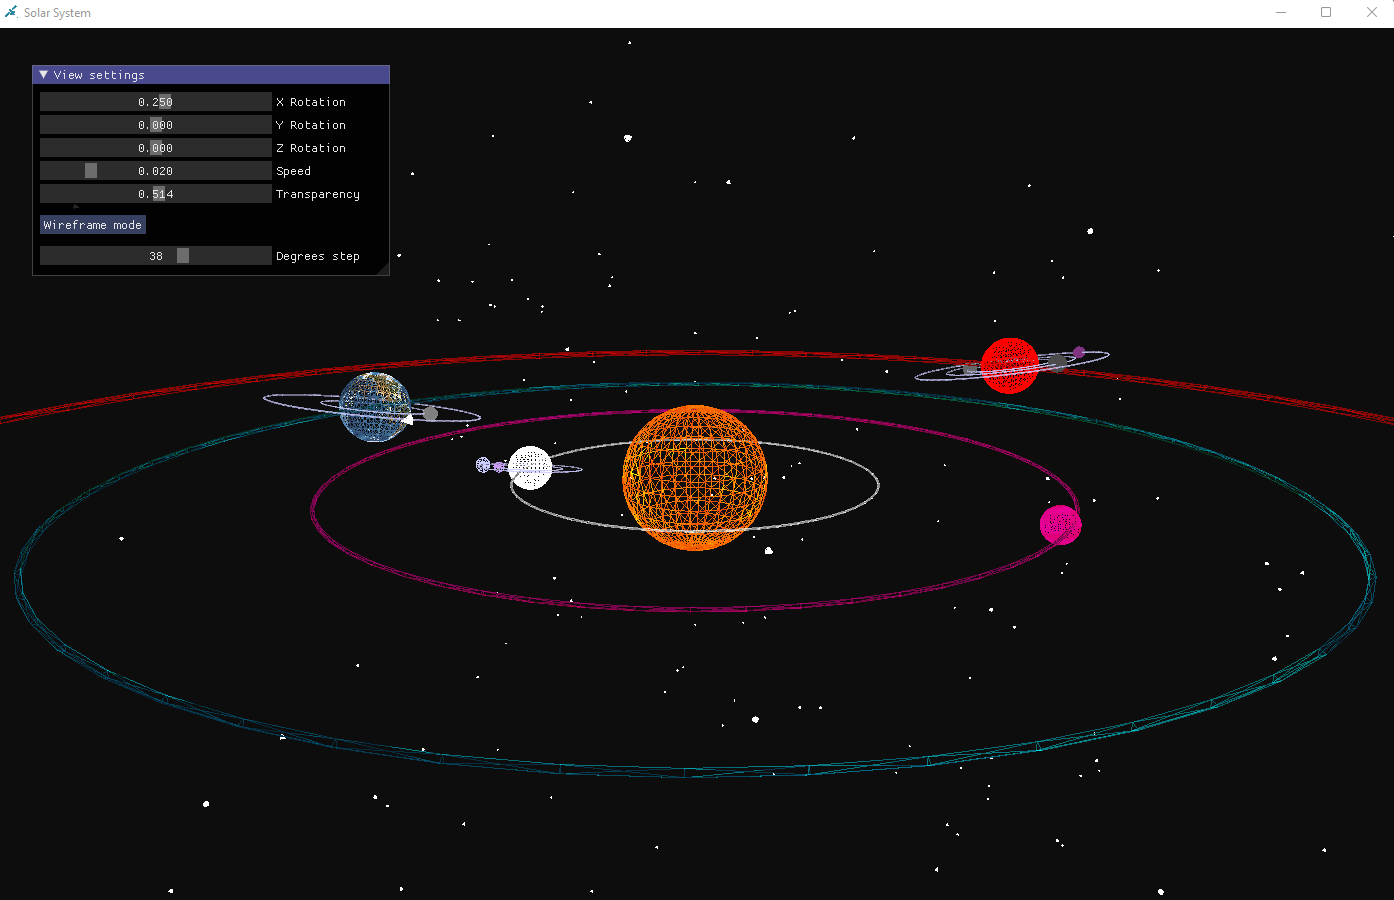 Solar System
View settings
0.250 X Rotation
0.000 Y Rotation
0.000 Z Rotation
0.020 Speed
0.514 Transparency
Wireframe mode
38 Degrees step